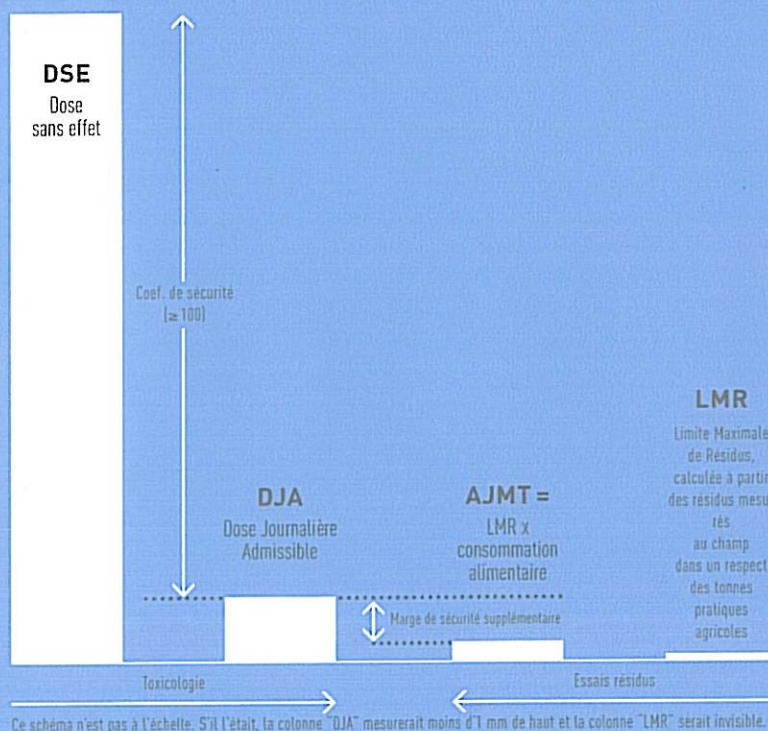 DSE
Dose
sans effet
Coef. de sécurité
(≥ 100)
DJA
Dose Journalière
Admissible
AJMT =
LMR x
consommation
alimentaire
LMR
Limite Maximale
de Résidus,
calculée à partir
des résidus mesu
rés
au champ
dans un respect
des tonnes
pratiques
agricoles
Marge de sécurité supplémentaire
Toxicologie
Essais résidus
Ce schéma n'est pas à l'échelle. S'il l'était, la colonne "DJA" mesurerait moins d'1 mm de haut et la colonne "LMR" serait invisible.